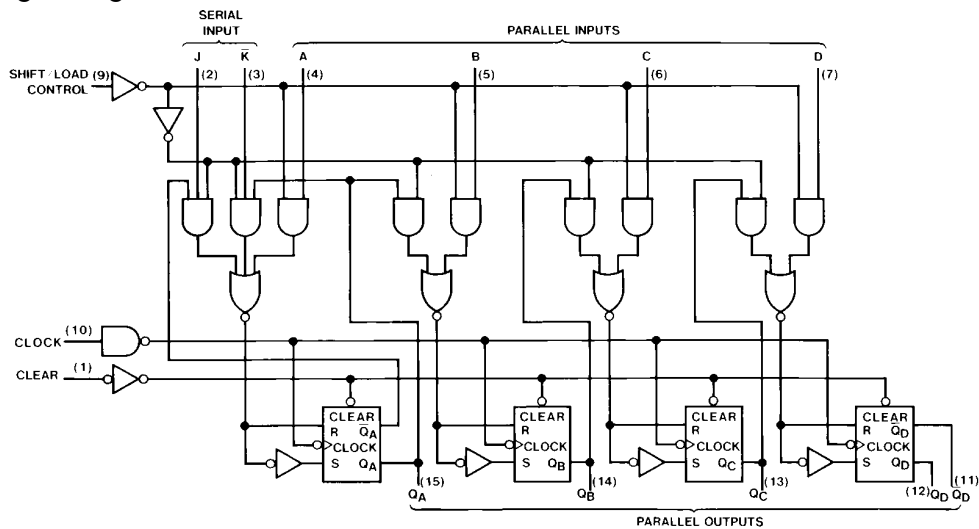 SERIAL
INPUT
PARALLEL INPUTS
J K̅ A B C D
SHIFT/LOAD (9) (2) (3) (4) (5) (6) (7)
CONTROL
CLOCK (10)
CLEAR (1)
CLEAR CLEAR CLEAR CLEAR
R Q̅A R R R Q̅D
CLOCK CLOCK CLOCK CLOCK
S QA S QB S QC S QD
(15) (14) (13) (12) (11)
QA QB QC QD Q̅D
PARALLEL OUTPUTS